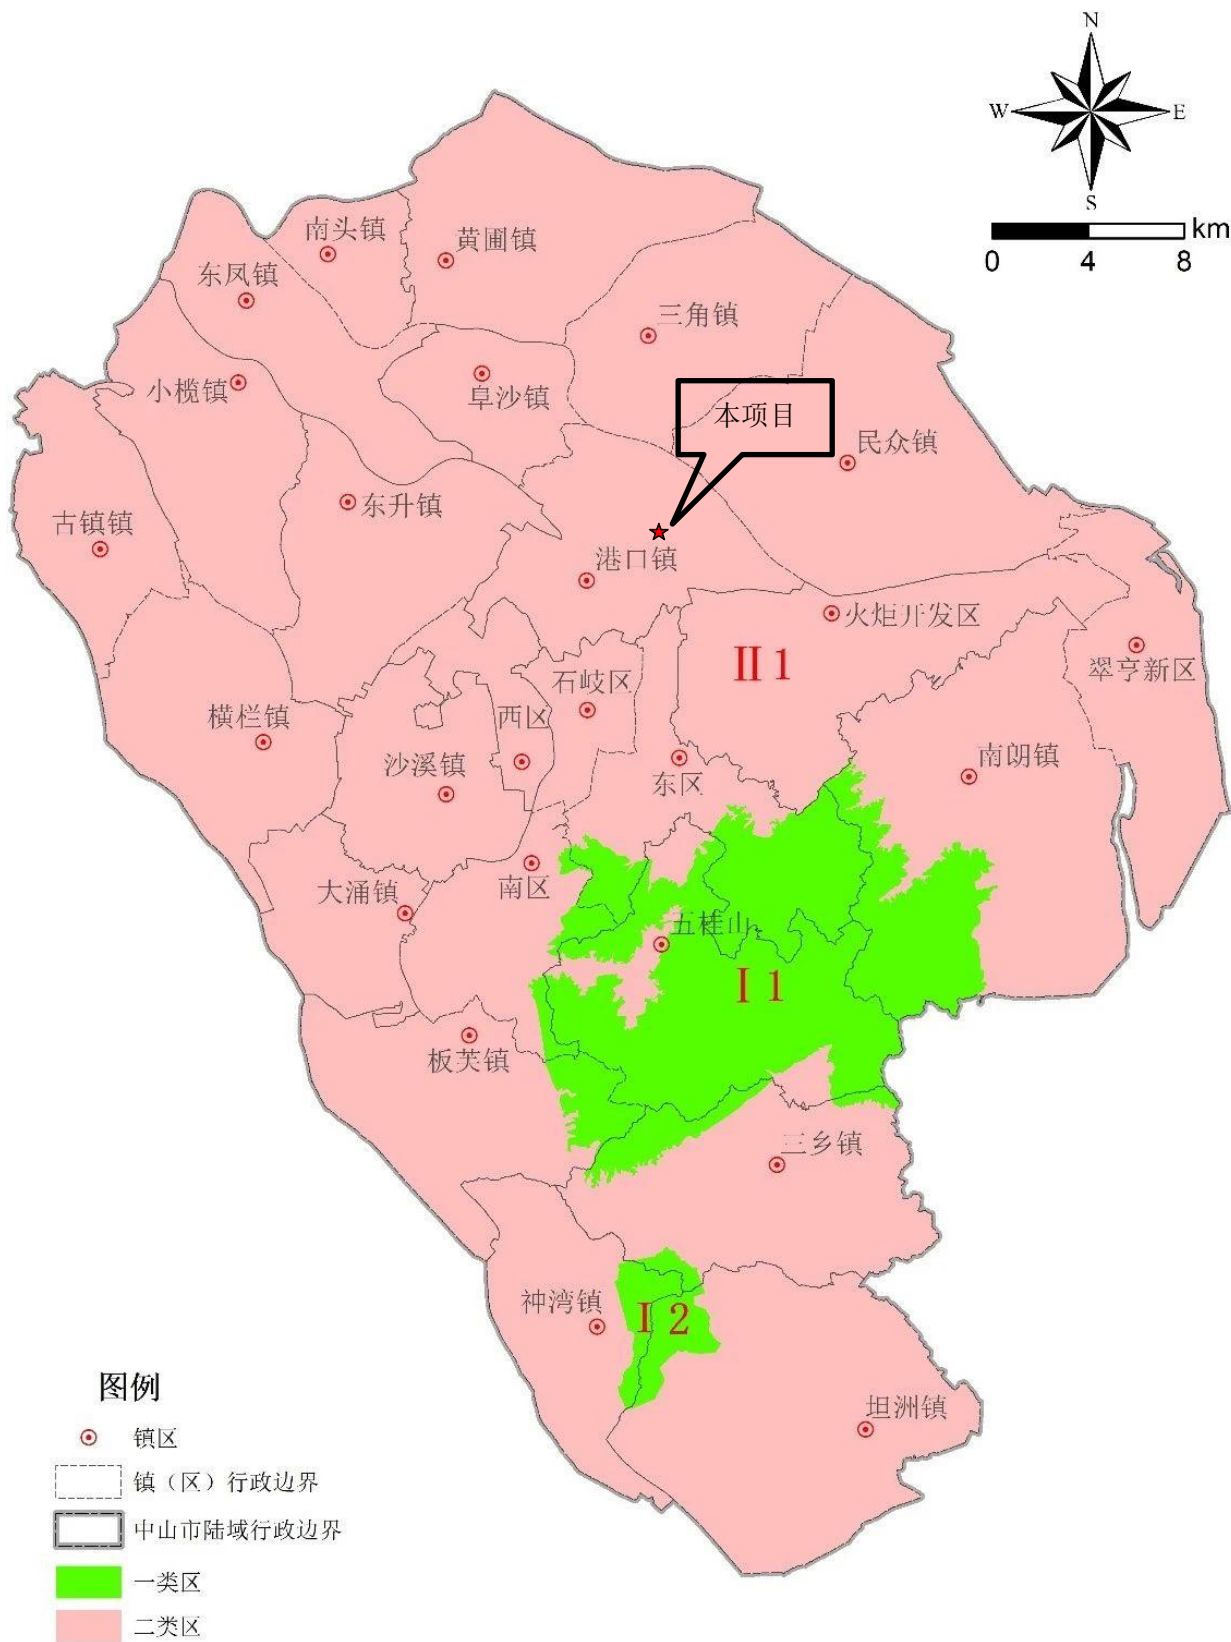 N
W E
S
km
0 4 8
南头镇
黄圃镇
东凤镇
三角镇
小榄镇
阜沙镇
本项目
民众镇
东升镇
古镇镇
港口镇
火炬开发区
II 1
翠亨新区
石岐区
横栏镇
西区
沙溪镇
东区
南朗镇
南区
大涌镇
五桂山
I 1
板芙镇
三乡镇
神湾镇
I 2
坦洲镇
图例
镇区
镇（区）行政边界
中山市陆域行政边界
一类区
二类区